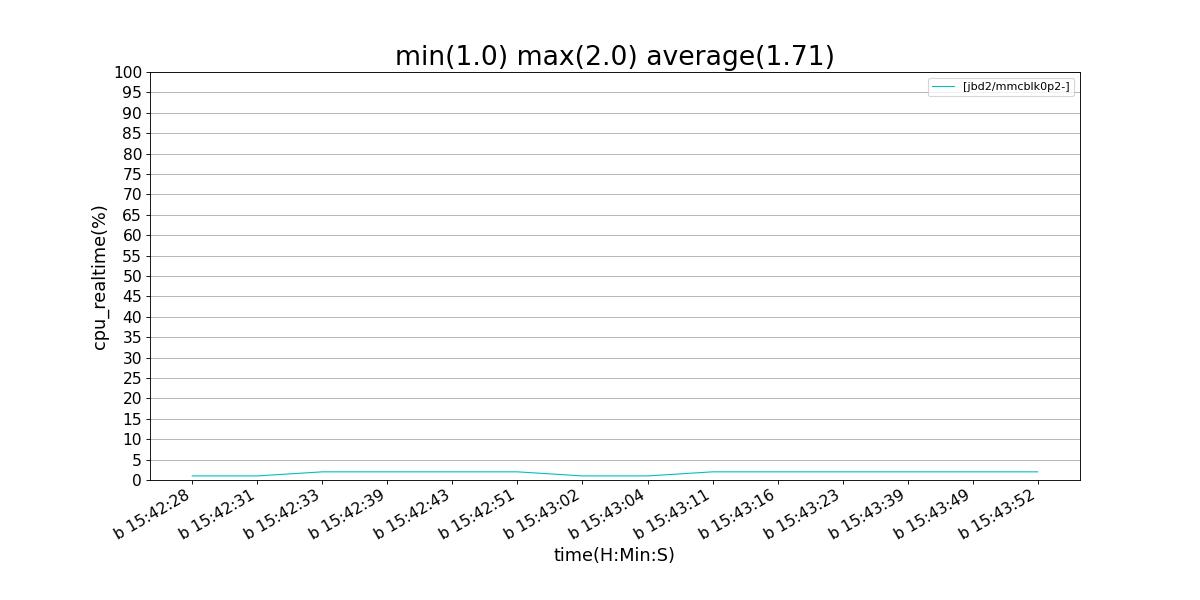 min(1.0) max(2.0) average(1.71)
[jbd2/mmcblk0p2-]
cpu_realtime(%)
100
95
90
85
80
75
70
65
60
55
50
45
40
35
30
25
20
15
10
5
0
b 15:42:28
b 15:42:31
b 15:42:33
b 15:42:39
b 15:42:43
b 15:42:51
b 15:43:02
b 15:43:04
b 15:43:11
b 15:43:16
b 15:43:23
b 15:43:39
b 15:43:49
b 15:43:52
time(H:Min:S)